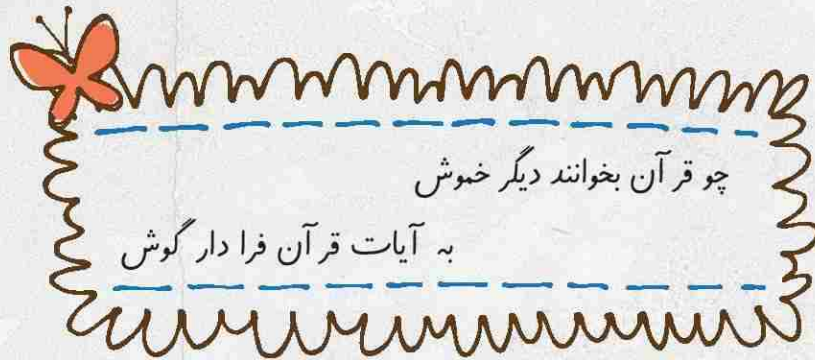 چو قرآن بخوانند دیگر خموش
به آیات قرآن فرا دار گوش